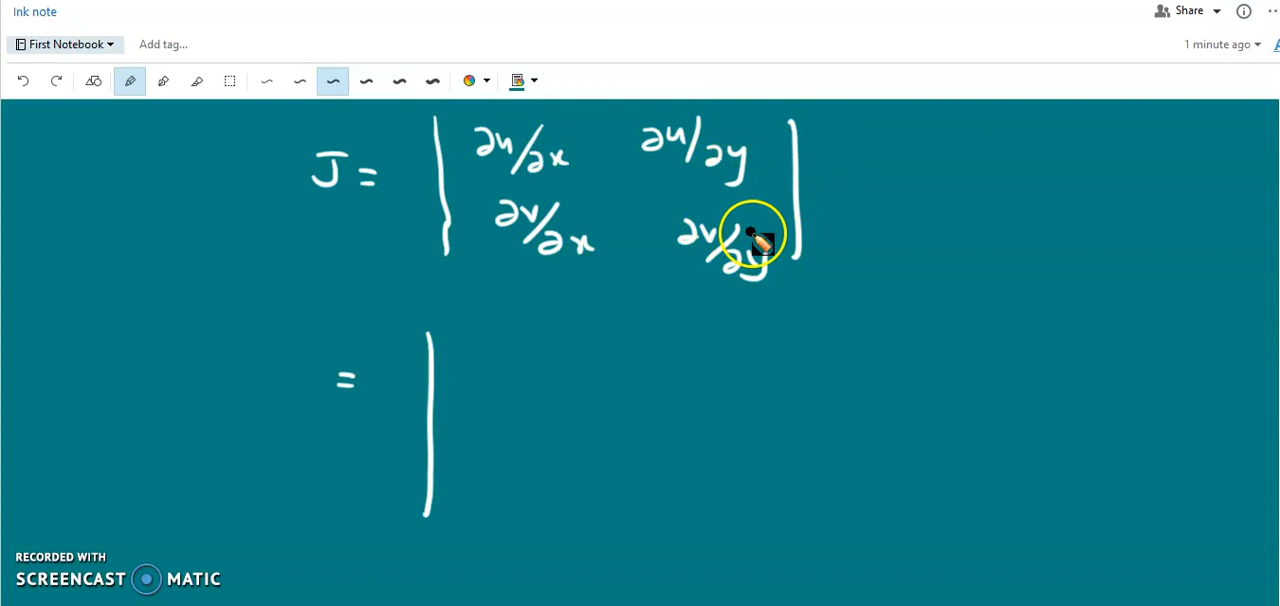 Ink note
Share
First Notebook Add tag... 1 minute ago
J = | ∂u/∂x ∂u/∂y |
| ∂v/∂x ∂v/∂y |
= |
RECORDED WITH
SCREENCAST MATIC